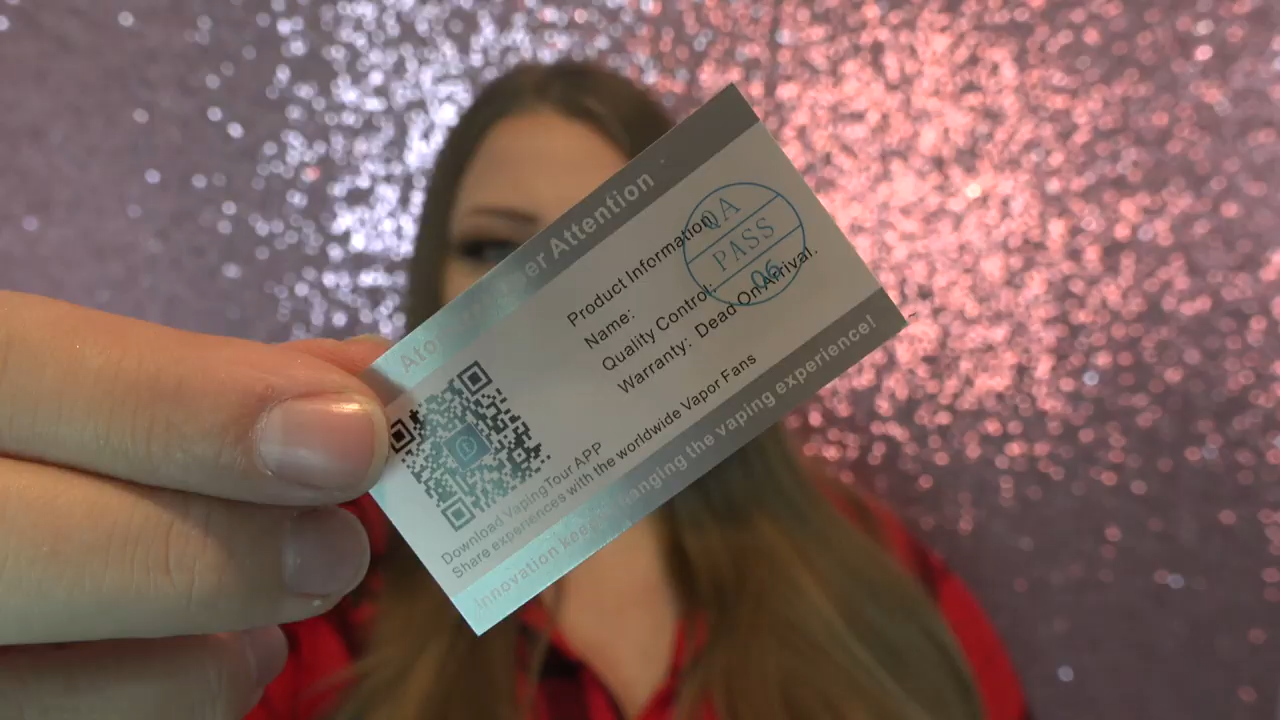 er Attention
Product Information
Name:
Quality Control:
Warranty: Dead On Arrival.
QA
PASS
06
Download VapingTour APP
Share experiences with the worldwide Vapor Fans
Innovation keeps changing the vaping experience!